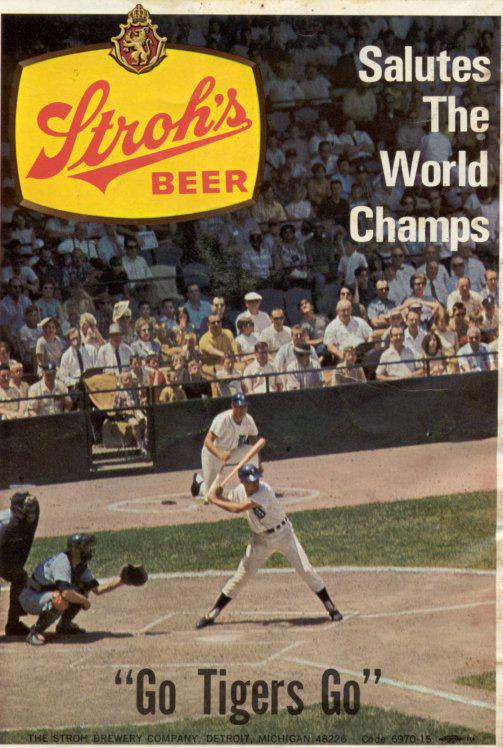 Stroh's
BEER
Salutes
The
World
Champs
"Go Tigers Go"
THE STROH BREWERY COMPANY, DETROIT, MICHIGAN 48226 Code 6970-15